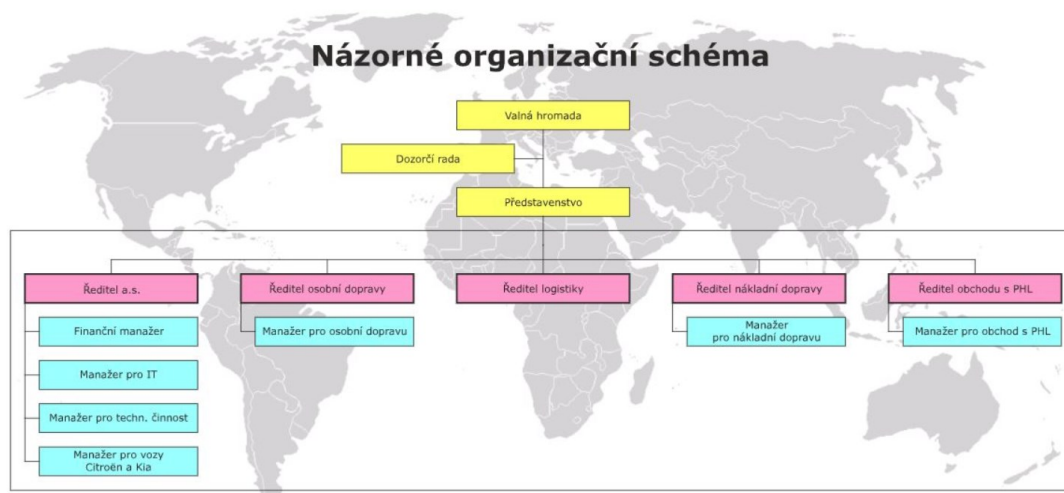 Názorné organizační schéma
Valná hromada
Dozorčí rada
Představenstvo
Ředitel a.s.
Ředitel osobní dopravy
Ředitel logistiky
Ředitel nákladní dopravy
Ředitel obchodu s PHL
Finanční manažer
Manažer pro osobní dopravu
Manažer
pro nákladní dopravu
Manažer pro obchod s PHL
Manažer pro IT
Manažer pro techn. činnost
Manažer pro vozy
Citroën a Kia